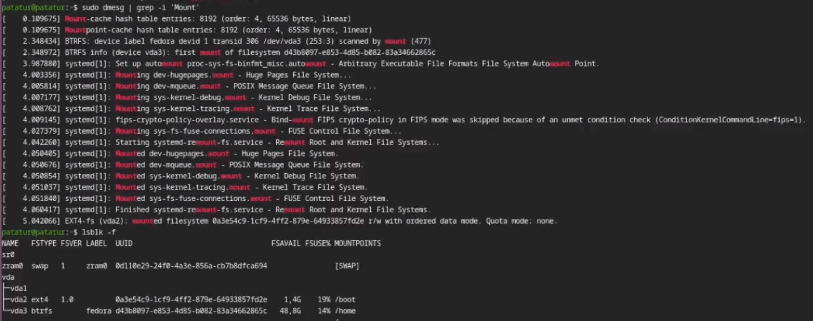 patatur@patatur:~$ sudo dmesg | grep -i 'Mount'
[    0.109675] Mount-cache hash table entries: 8192 (order: 4, 65536 bytes, linear)
[    0.109675] Mountpoint-cache hash table entries: 8192 (order: 4, 65536 bytes, linear)
[    2.348434] BTRFS: device label fedora devid 1 transid 306 /dev/vda3 (253:3) scanned by mount (477)
[    2.348972] BTRFS info (device vda3): first mount of filesystem d43b8097-e853-4d85-b082-83a34662865c
[    3.987880] systemd[1]: Set up automount proc-sys-fs-binfmt_misc.automount - Arbitrary Executable File Formats File System Automount Point.
[    4.003356] systemd[1]: Mounting dev-hugepages.mount - Huge Pages File System...
[    4.005814] systemd[1]: Mounting dev-mqueue.mount - POSIX Message Queue File System...
[    4.007177] systemd[1]: Mounting sys-kernel-debug.mount - Kernel Debug File System...
[    4.008762] systemd[1]: Mounting sys-kernel-tracing.mount - Kernel Trace File System...
[    4.009145] systemd[1]: fips-crypto-policy-overlay.service - Bind-mount FIPS crypto-policy in FIPS mode was skipped because of an unmet condition check (ConditionKernelCommandLine=fips=1).
[    4.027379] systemd[1]: Mounting sys-fs-fuse-connections.mount - FUSE Control File System...
[    4.042260] systemd[1]: Starting systemd-remount-fs.service - Remount Root and Kernel File Systems...
[    4.050405] systemd[1]: Mounted dev-hugepages.mount - Huge Pages File System.
[    4.050676] systemd[1]: Mounted dev-mqueue.mount - POSIX Message Queue File System.
[    4.050854] systemd[1]: Mounted sys-kernel-debug.mount - Kernel Debug File System.
[    4.051037] systemd[1]: Mounted sys-kernel-tracing.mount - Kernel Trace File System.
[    4.051840] systemd[1]: Mounted sys-fs-fuse-connections.mount - FUSE Control File System.
[    4.060417] systemd[1]: Finished systemd-remount-fs.service - Remount Root and Kernel File Systems.
[    5.042066] EXT4-fs (vda2): mounted filesystem 0a3e54c9-1cf9-4ff2-879e-64933857fd2e r/w with ordered data mode. Quota mode: none.
patatur@patatur:~$ lsblk -f
NAME   FSTYPE FSVER LABEL  UUID                                 FSAVAIL FSUSE% MOUNTPOINTS
sr0
zram0  swap   1     zram0  0d110e29-24f0-4a3e-856a-cb7b8dfca694                [SWAP]
vda
├─vda1
├─vda2 ext4   1.0          0a3e54c9-1cf9-4ff2-879e-64933857fd2e    1,4G    19% /boot
└─vda3 btrfs        fedora d43b8097-e853-4d85-b082-83a34662865c   48,8G    14% /home